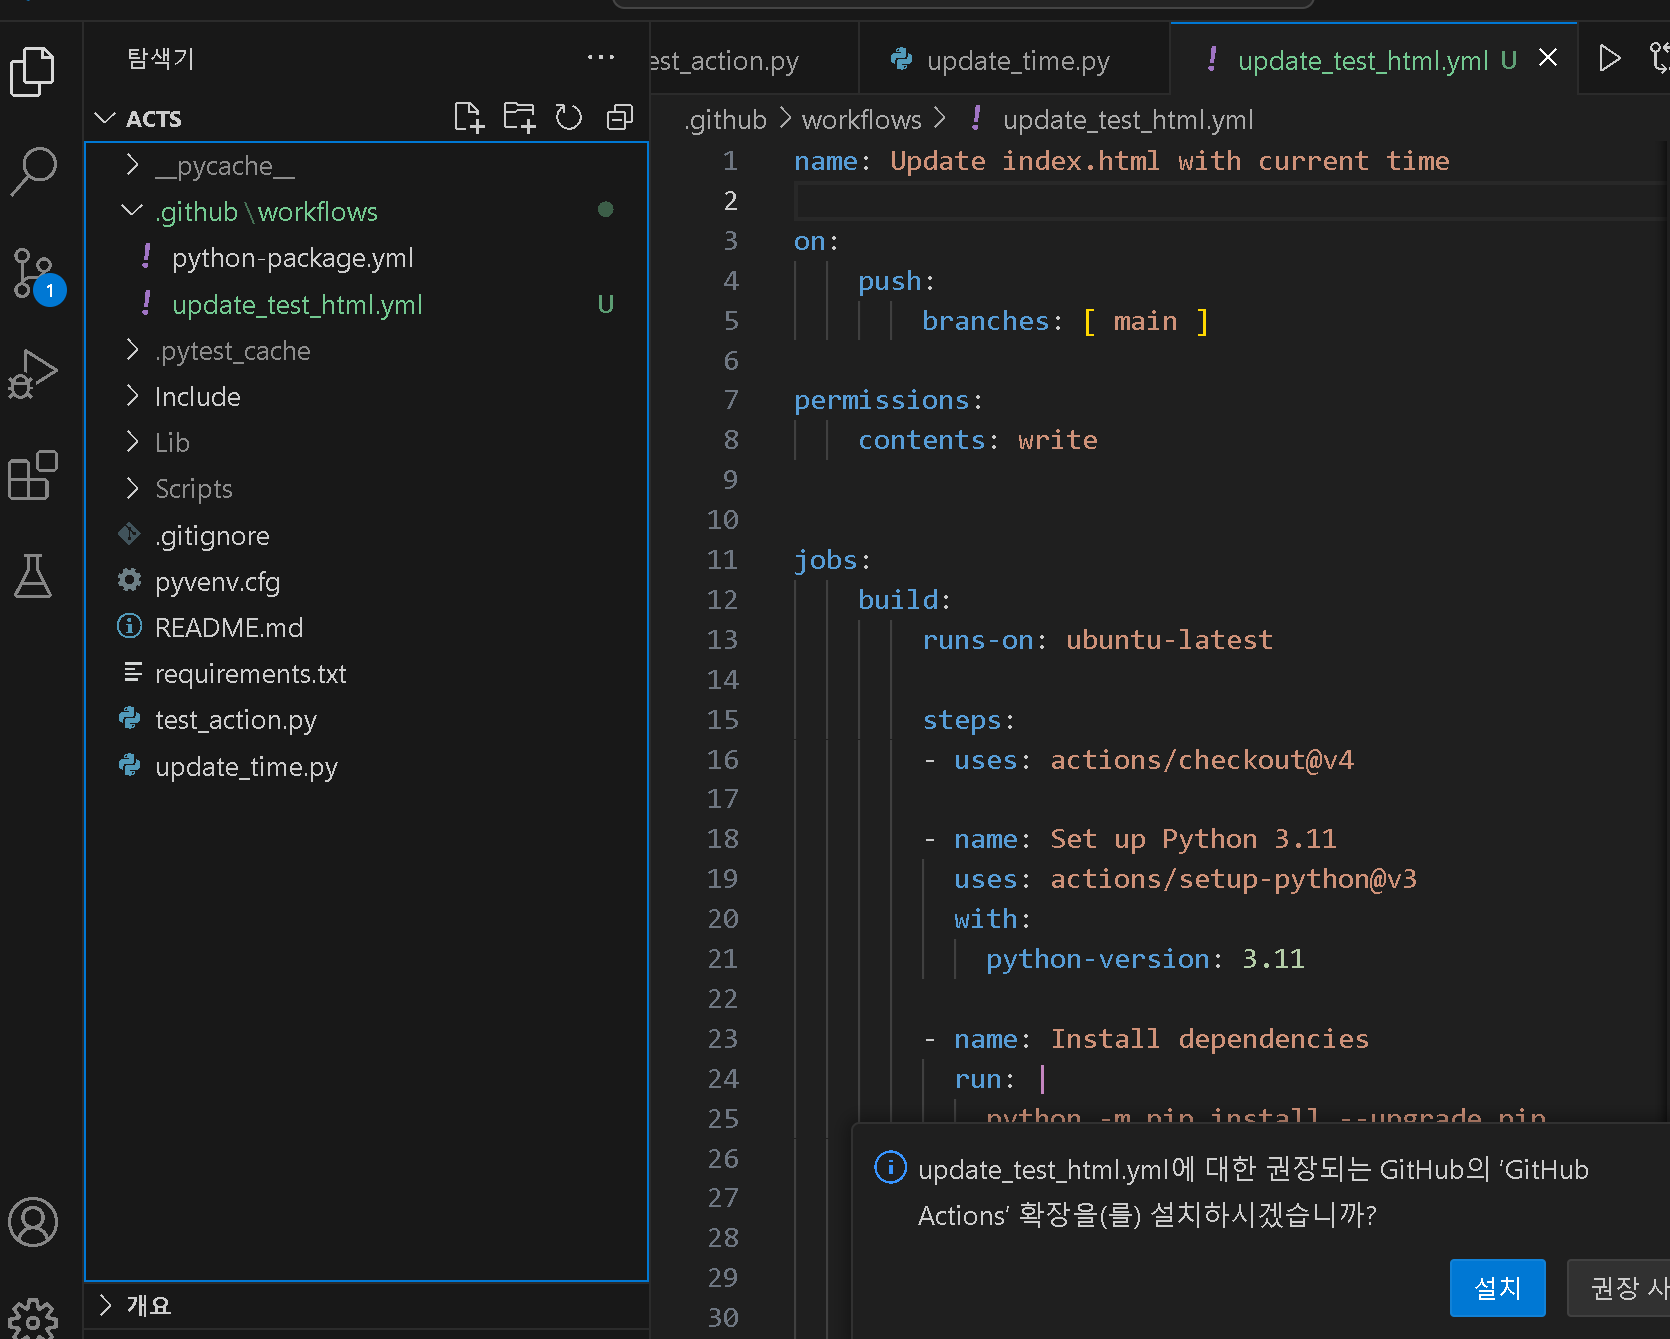 탐색기
ACTS
__pycache__
.github\workflows
python-package.yml
update_test_html.yml U
.pytest_cache
Include
Lib
Scripts
.gitignore
pyvenv.cfg
README.md
requirements.txt
test_action.py
update_time.py
개요
1
est_action.py
update_time.py
! update_test_html.yml U
.github > workflows > ! update_test_html.yml
1 name: Update index.html with current time
2
3 on:
4 push:
5 branches: [ main ]
6
7 permissions:
8 contents: write
9
10
11 jobs:
12 build:
13 runs-on: ubuntu-latest
14
15 steps:
16 - uses: actions/checkout@v4
17
18 - name: Set up Python 3.11
19 uses: actions/setup-python@v3
20 with:
21 python-version: 3.11
22
23 - name: Install dependencies
24 run: |
25 python -m pip install --upgrade pip
26
27
28
29
30
update_test_html.yml에 대한 권장되는 GitHub의 'GitHub
Actions' 확장을(를) 설치하시겠습니까?
설치
권장 사